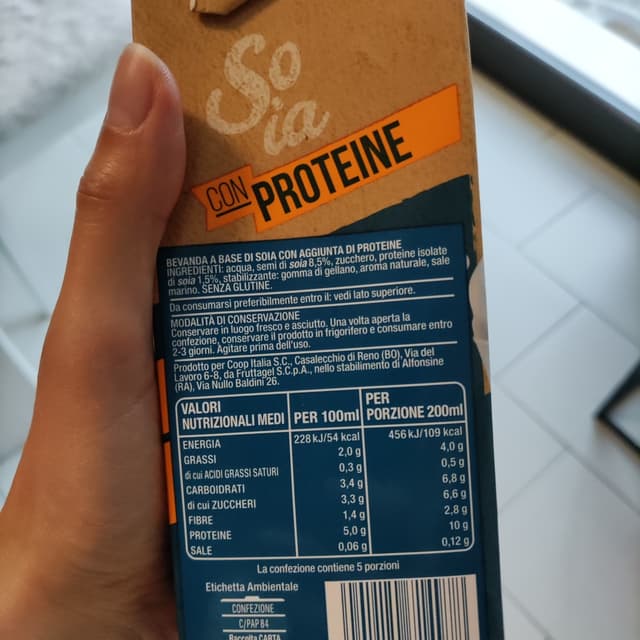 So
ia
CON PROTEINE
BEVANDA A BASE DI SOIA CON AGGIUNTA DI PROTEINE
INGREDIENTI: acqua, semi di soia 8,5%, zucchero, proteine isolate
di soia 1,5%, stabilizzante: gomma di gellano, aroma naturale, sale
marino. SENZA GLUTINE.
Da consumarsi preferibilmente entro il: vedi lato superiore.
MODALITÀ DI CONSERVAZIONE
Conservare in luogo fresco e asciutto. Una volta aperta la
confezione, conservare il prodotto in frigorifero e consumare entro
2-3 giorni. Agitare prima dell'uso.
Prodotto per Coop Italia S.C., Casalecchio di Reno (BO), Via del
Lavoro 6-8, da Fruttagel S.C.p.A., nello stabilimento di Alfonsine
(RA), Via Nullo Baldini 26.
VALORI
NUTRIZIONALI MEDI PER 100ml PER
PORZIONE 200ml
ENERGIA 228 kJ/54 kcal 456 kJ/109 kcal
GRASSI 2,0 g 4,0 g
di cui ACIDI GRASSI SATURI 0,3 g 0,5 g
CARBOIDRATI 3,4 g 6,8 g
di cui ZUCCHERI 3,3 g 6,6 g
FIBRE 1,4 g 2,8 g
PROTEINE 5,0 g 10 g
SALE 0,06 g 0,12 g
La confezione contiene 5 porzioni
Etichetta Ambientale
CONFEZIONE
C/PAP 84
Raccolta CARTA